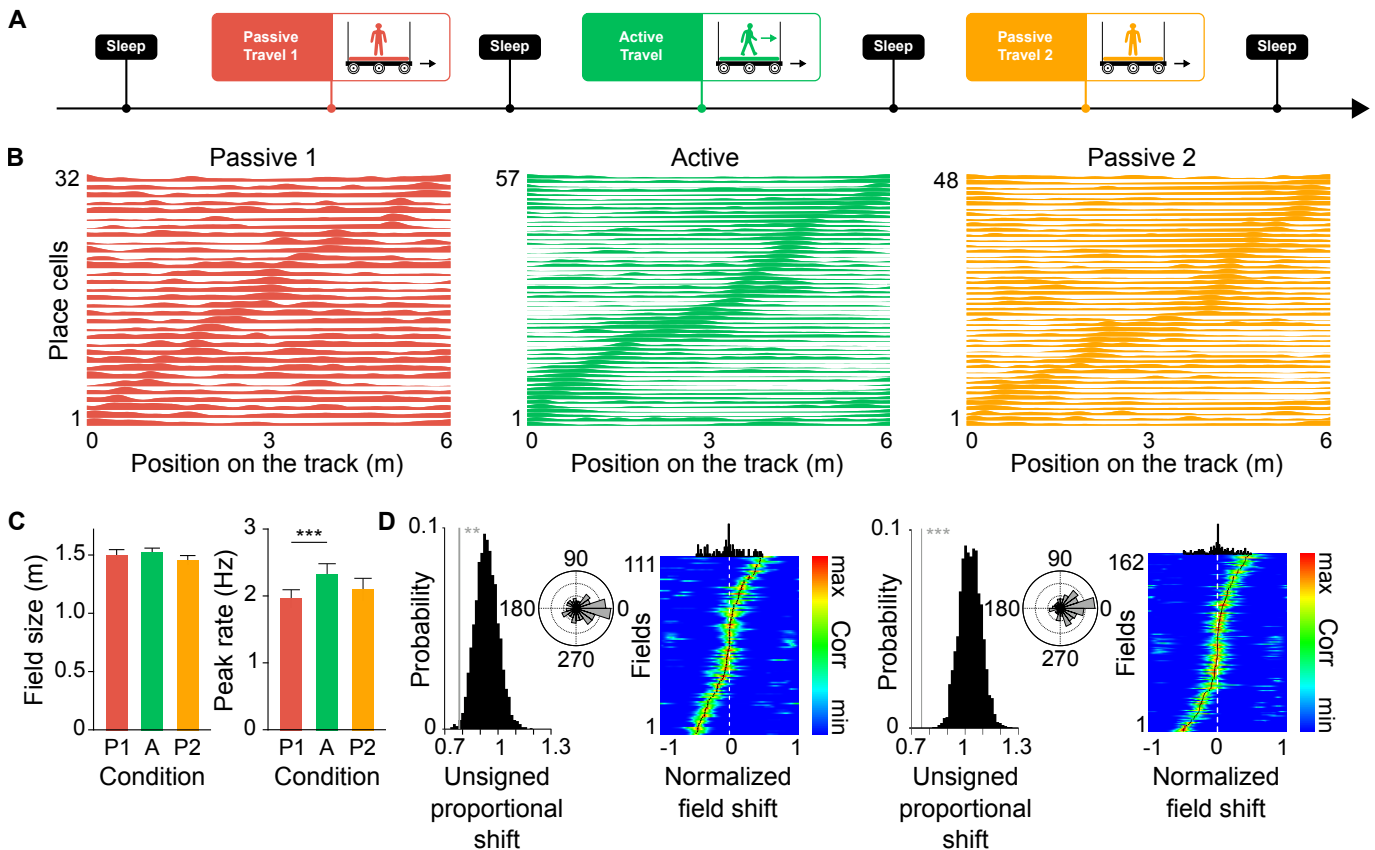 A
Sleep
Passive
Travel 1
Sleep
Active
Travel
Sleep
Passive
Travel 2
Sleep
B
Passive 1
Active
Passive 2
Place cells
32
1
0
3
6
Position on the track (m)
57
1
0
3
6
Position on the track (m)
48
1
0
3
6
Position on the track (m)
C
Field size (m)
1.5
1.0
0.5
0
P1 A P2
Condition
Peak rate (Hz)
3
2
1
0
***
P1 A P2
Condition
D
Probability
0.1
0
**
0.7
1
1.3
Unsigned
proportional
shift
90
180
0
270
Fields
111
1
-1
0
1
Normalized
field shift
max
Corr
min
Probability
0.1
0
***
0.7
1
1.3
Unsigned
proportional
shift
90
180
0
270
Fields
162
1
-1
0
1
Normalized
field shift
max
Corr
min